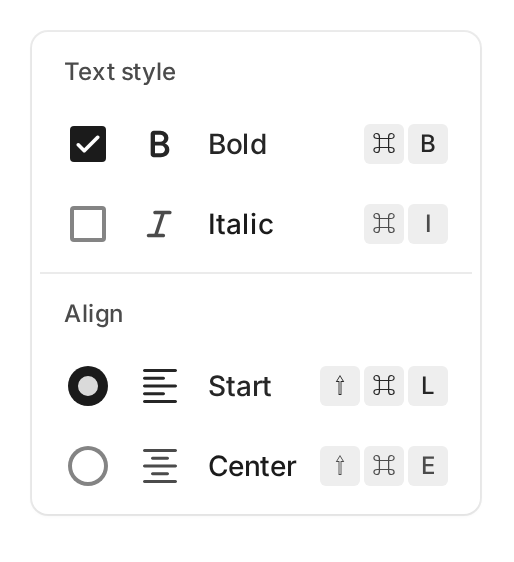 Text style
B Bold ⌘ B
I Italic ⌘ I
Align
Start ⇧ ⌘ L
Center ⇧ ⌘ E